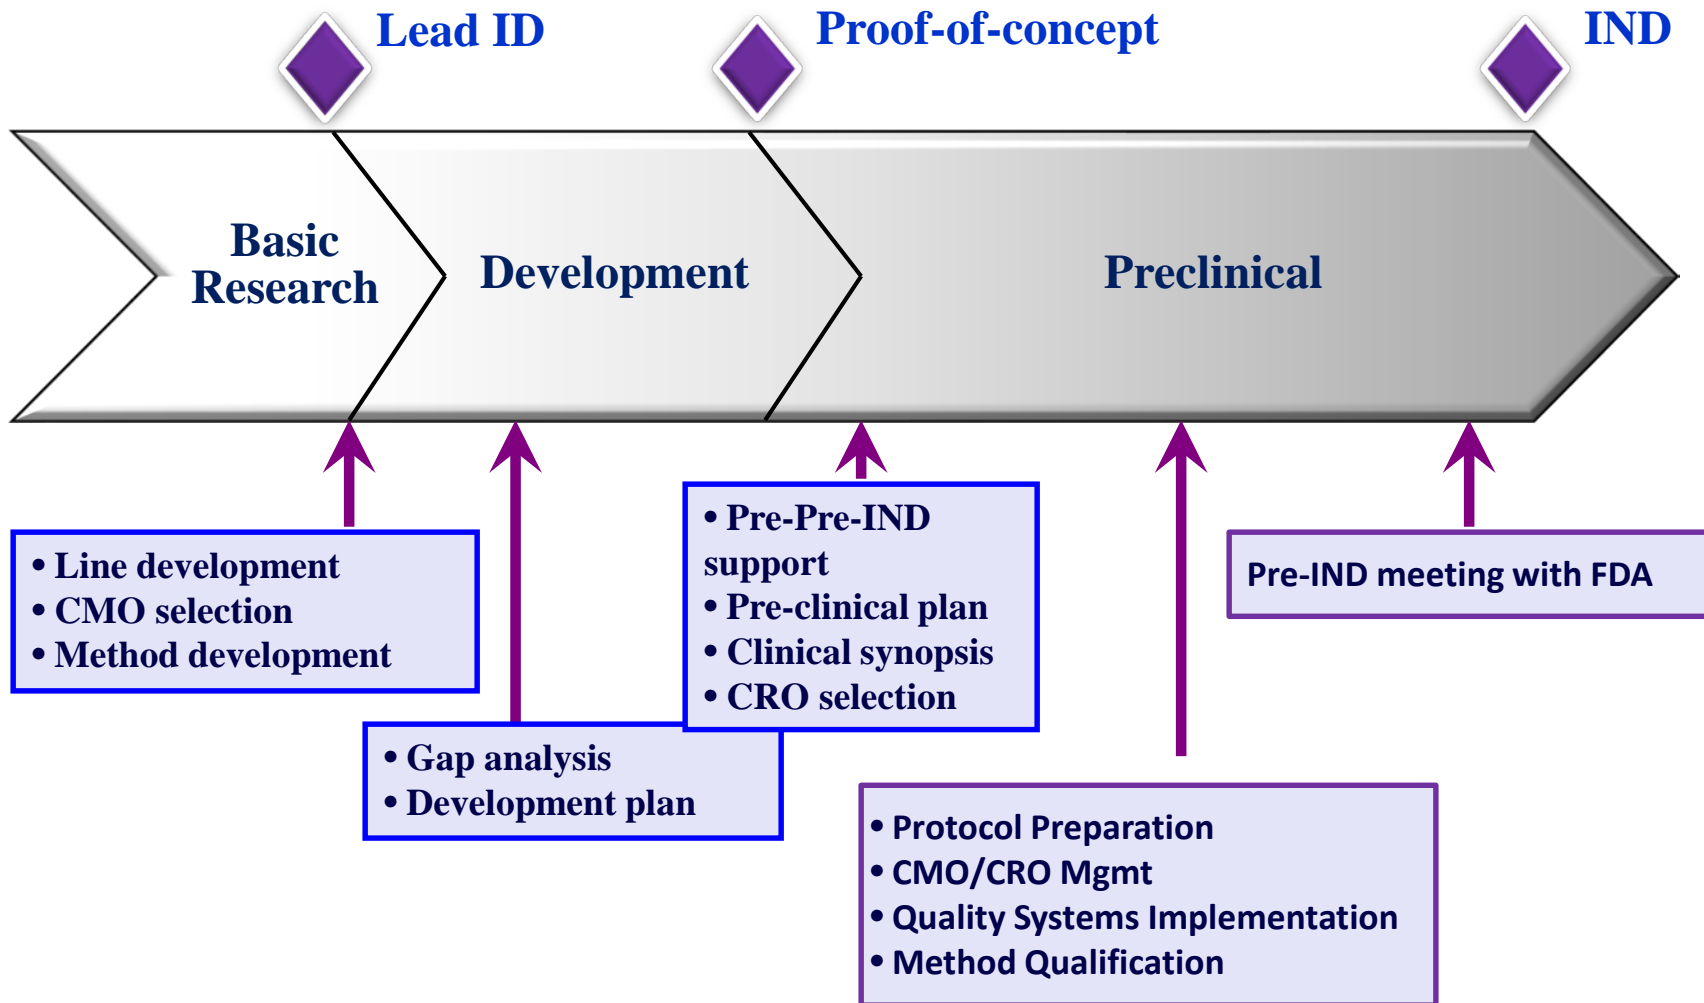 Lead ID
Proof-of-concept
IND
Basic
Research
Development
Preclinical
• Line development
• CMO selection
• Method development
• Gap analysis
• Development plan
• Pre-Pre-IND
support
• Pre-clinical plan
• Clinical synopsis
• CRO selection
• Protocol Preparation
• CMO/CRO Mgmt
• Quality Systems Implementation
• Method Qualification
Pre-IND meeting with FDA